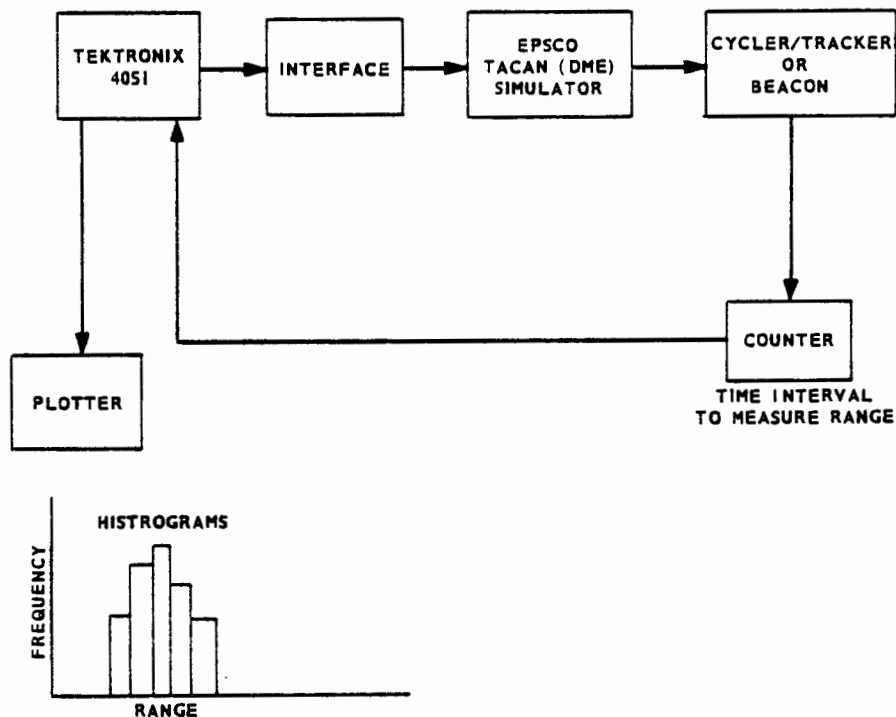 TEKTRONIX
4051
INTERFACE
EPSCO
TACAN (DME)
SIMULATOR
CYCLER/TRACKER
OR
BEACON
PLOTTER
COUNTER
TIME INTERVAL
TO MEASURE RANGE
HISTROGRAMS
FREQUENCY
RANGE